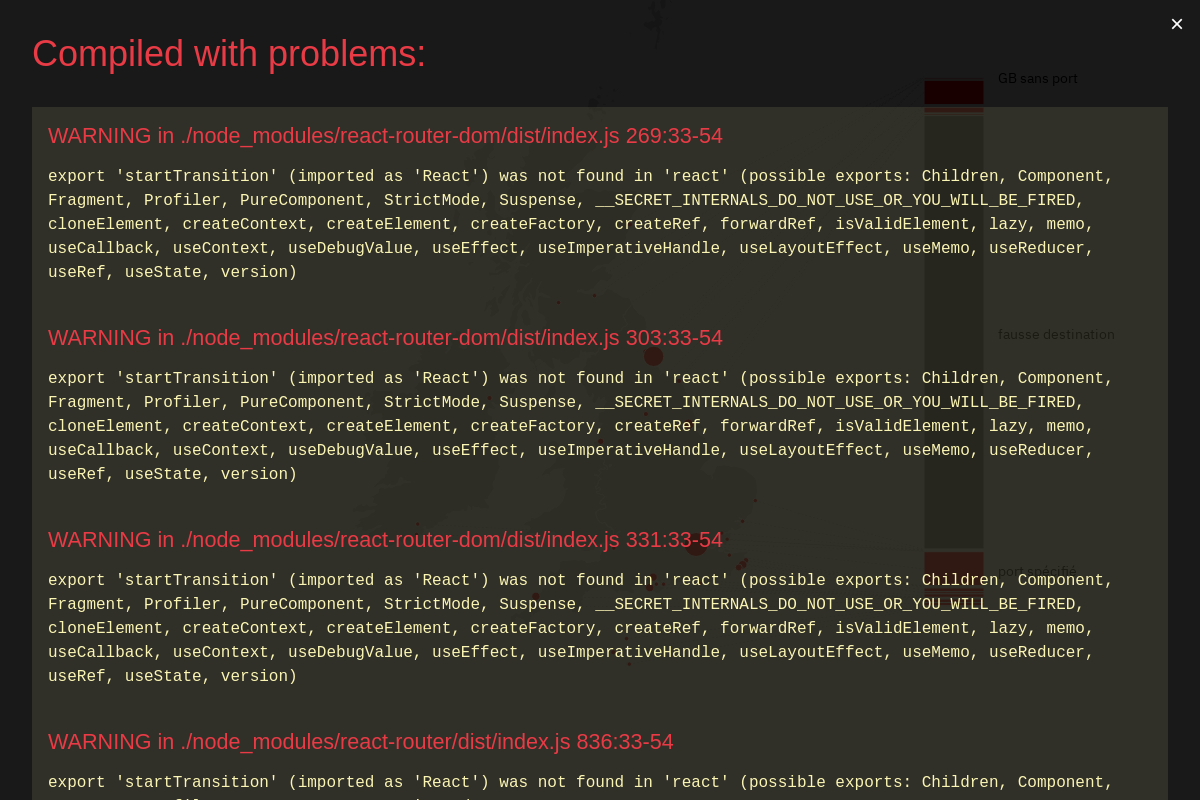 ×
Compiled with problems:
GB sans port
WARNING in ./node_modules/react-router-dom/dist/index.js 269:33-54
export 'startTransition' (imported as 'React') was not found in 'react' (possible exports: Children, Component,
Fragment, Profiler, PureComponent, StrictMode, Suspense, __SECRET_INTERNALS_DO_NOT_USE_OR_YOU_WILL_BE_FIRED,
cloneElement, createContext, createElement, createFactory, createRef, forwardRef, isValidElement, lazy, memo,
useCallback, useContext, useDebugValue, useEffect, useImperativeHandle, useLayoutEffect, useMemo, useReducer,
useRef, useState, version)
WARNING in ./node_modules/react-router-dom/dist/index.js 303:33-54
fausse destination
export 'startTransition' (imported as 'React') was not found in 'react' (possible exports: Children, Component,
Fragment, Profiler, PureComponent, StrictMode, Suspense, __SECRET_INTERNALS_DO_NOT_USE_OR_YOU_WILL_BE_FIRED,
cloneElement, createContext, createElement, createFactory, createRef, forwardRef, isValidElement, lazy, memo,
useCallback, useContext, useDebugValue, useEffect, useImperativeHandle, useLayoutEffect, useMemo, useReducer,
useRef, useState, version)
WARNING in ./node_modules/react-router-dom/dist/index.js 331:33-54
port spécifié
export 'startTransition' (imported as 'React') was not found in 'react' (possible exports: Children, Component,
Fragment, Profiler, PureComponent, StrictMode, Suspense, __SECRET_INTERNALS_DO_NOT_USE_OR_YOU_WILL_BE_FIRED,
cloneElement, createContext, createElement, createFactory, createRef, forwardRef, isValidElement, lazy, memo,
useCallback, useContext, useDebugValue, useEffect, useImperativeHandle, useLayoutEffect, useMemo, useReducer,
useRef, useState, version)
WARNING in ./node_modules/react-router/dist/index.js 836:33-54
export 'startTransition' (imported as 'React') was not found in 'react' (possible exports: Children, Component,